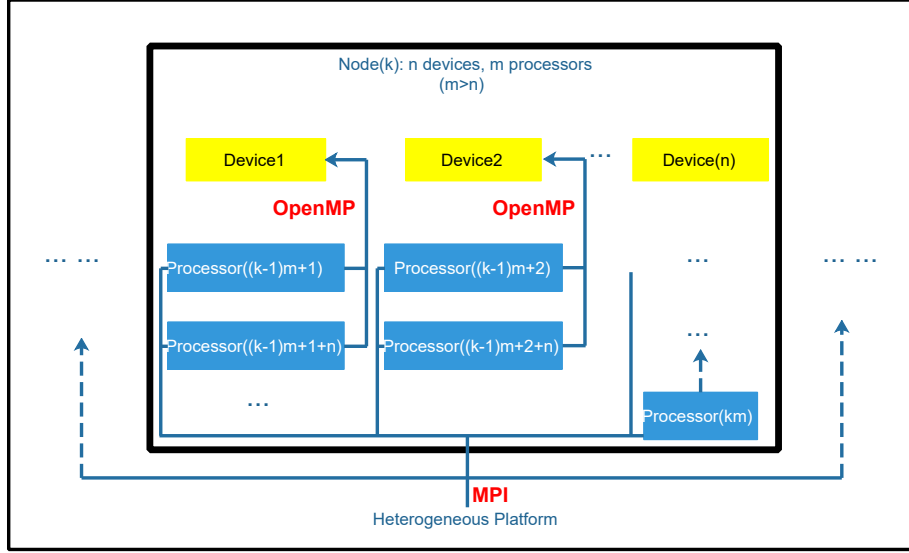 Node(k): n devices, m processors
(m>n)
Device1
Device2
...
Device(n)
OpenMP
OpenMP
... ...
Processor((k-1)m+1)
Processor((k-1)m+2)
...
... ...
Processor((k-1)m+1+n)
Processor((k-1)m+2+n)
...
...
Processor(km)
MPI
Heterogeneous Platform